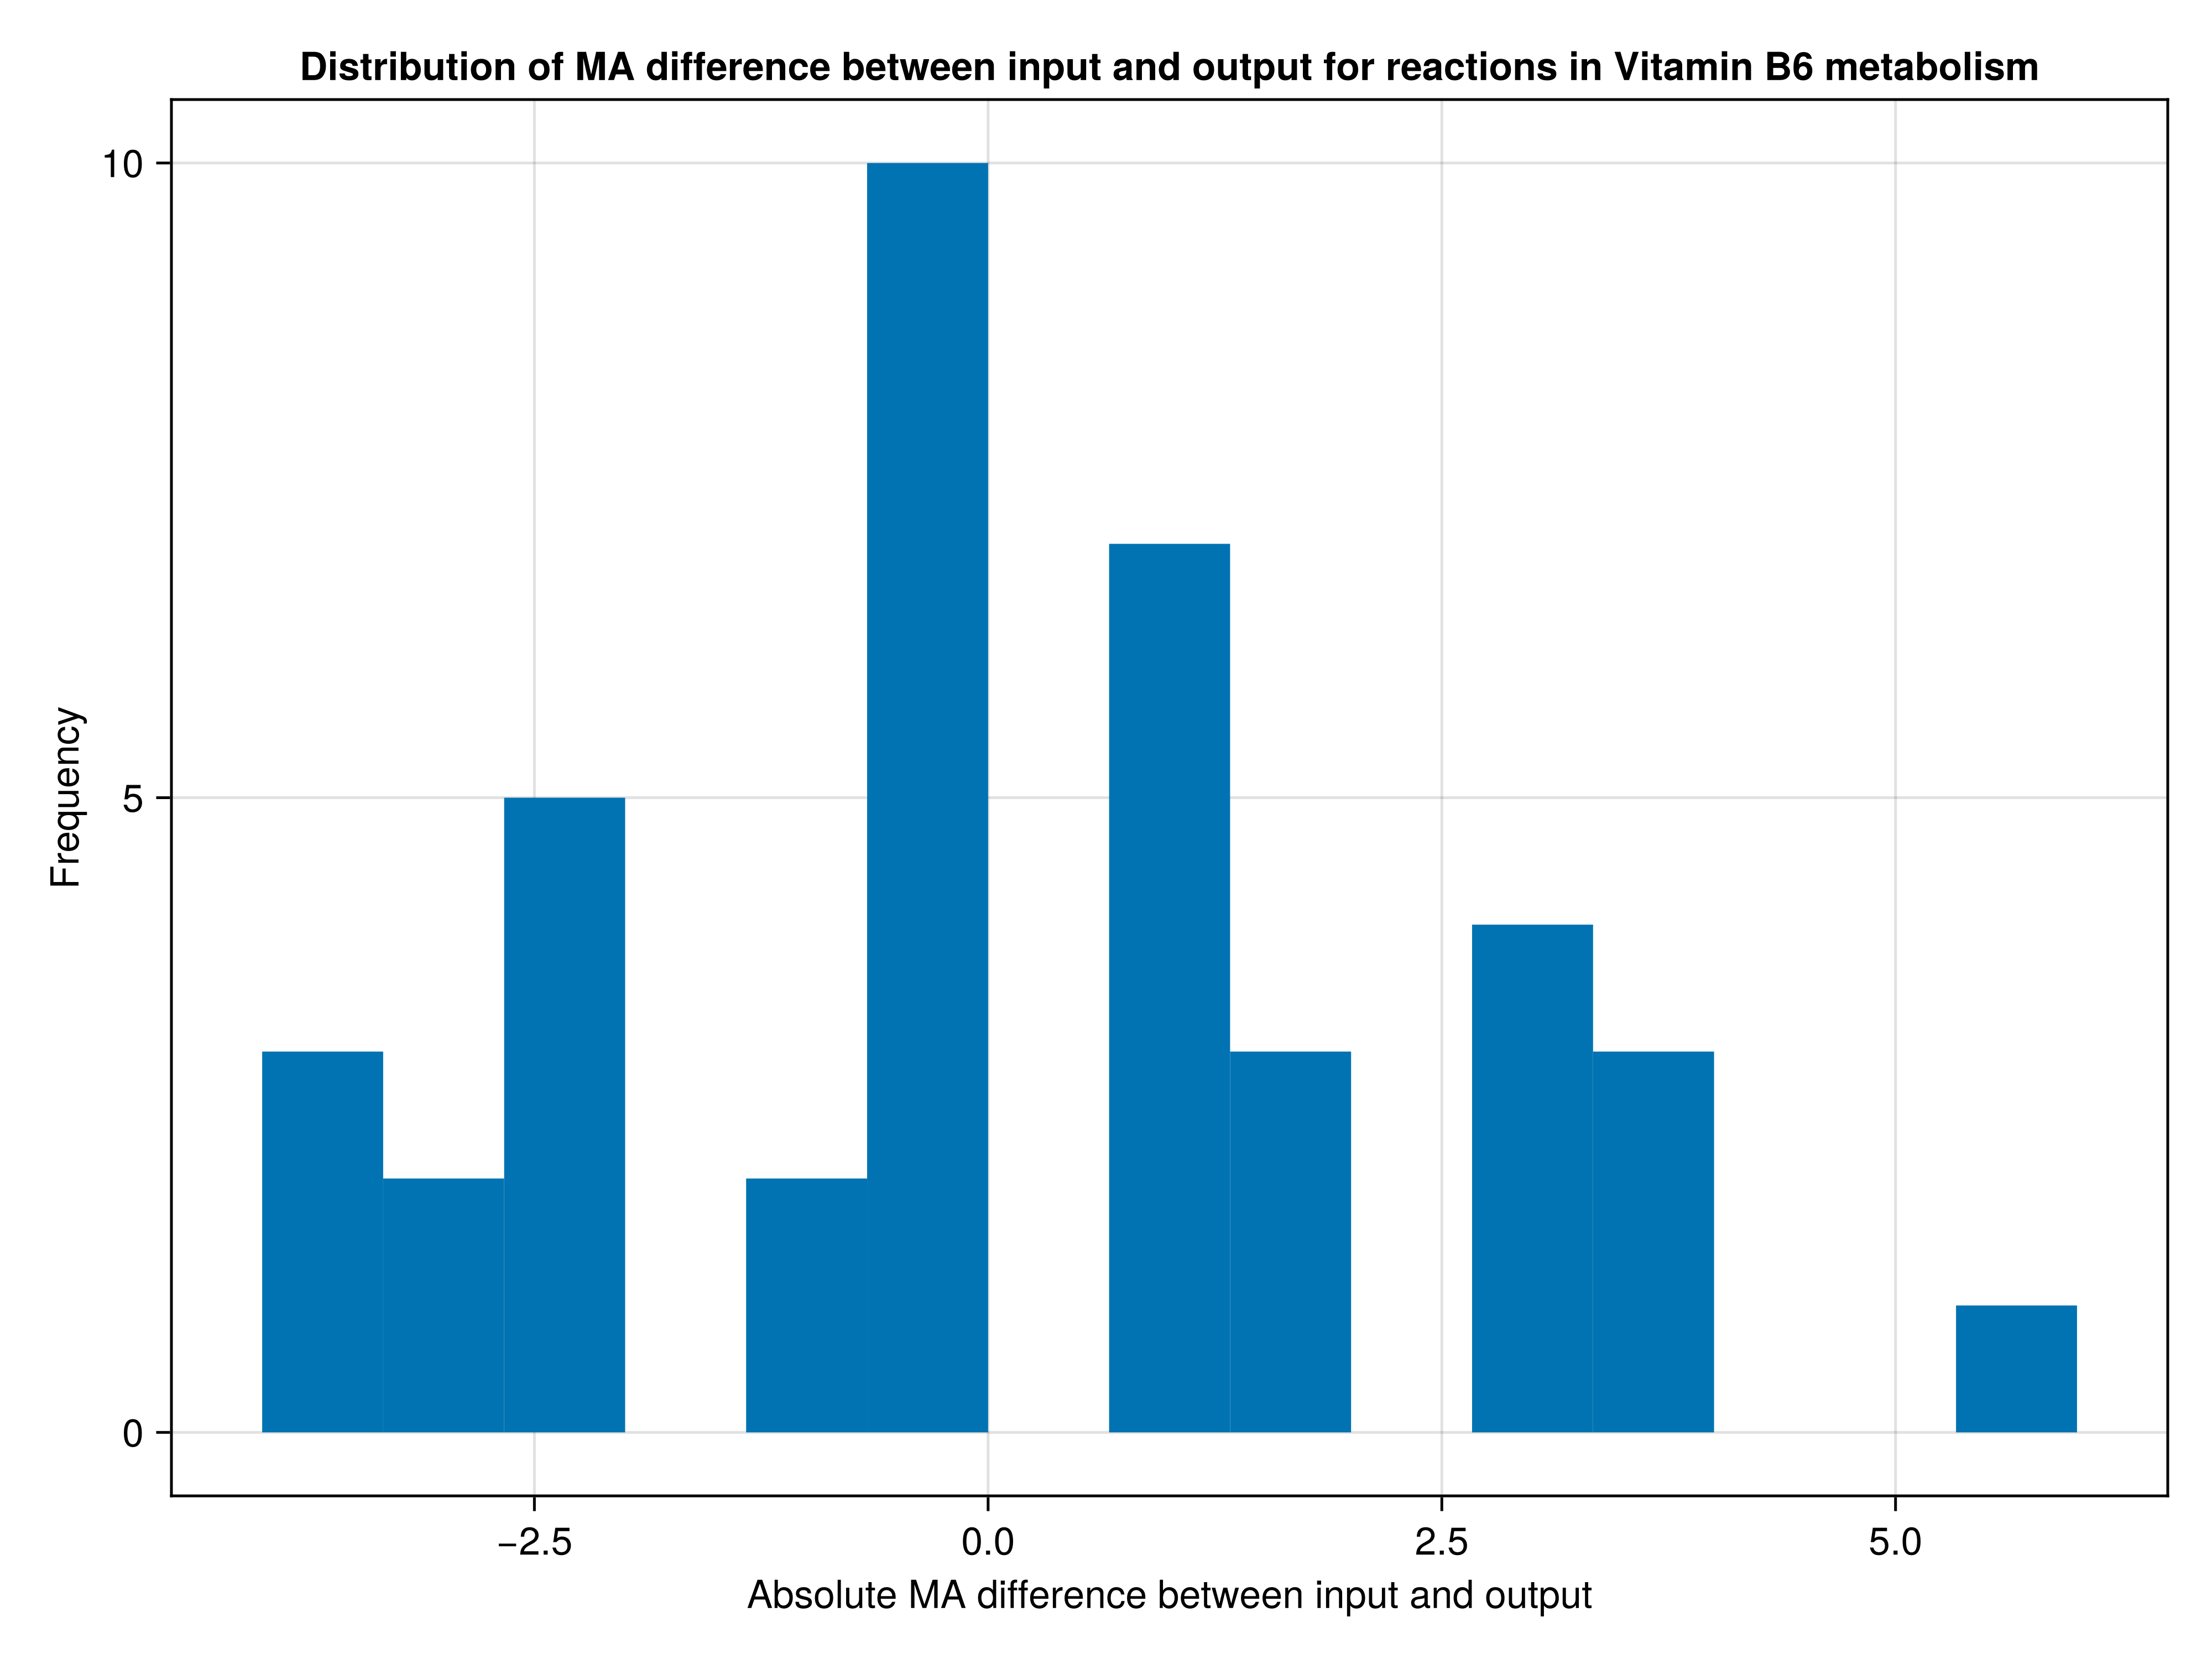 Distribution of MA difference between input and output for reactions in Vitamin B6 metabolism
10
5
0
Frequency
−2.5
0.0
2.5
5.0
Absolute MA difference between input and output